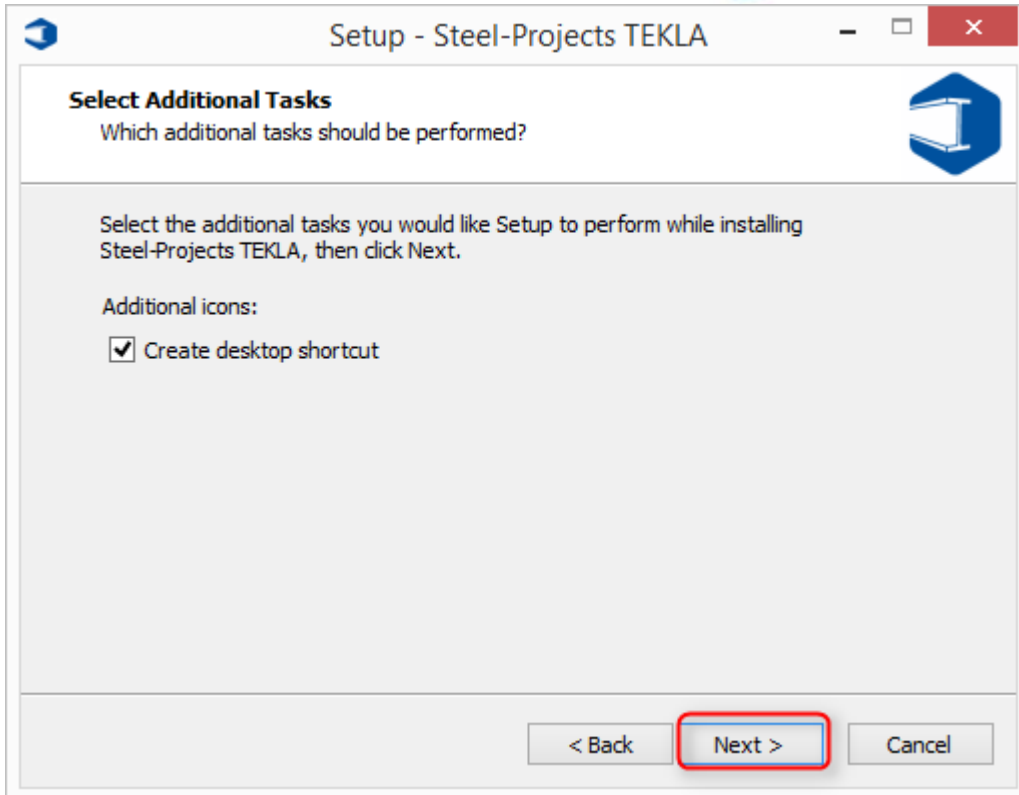 Setup - Steel-Projects TEKLA
Select Additional Tasks
Which additional tasks should be performed?
Select the additional tasks you would like Setup to perform while installing
Steel-Projects TEKLA, then click Next.
Additional icons:
Create desktop shortcut
< Back
Next >
Cancel